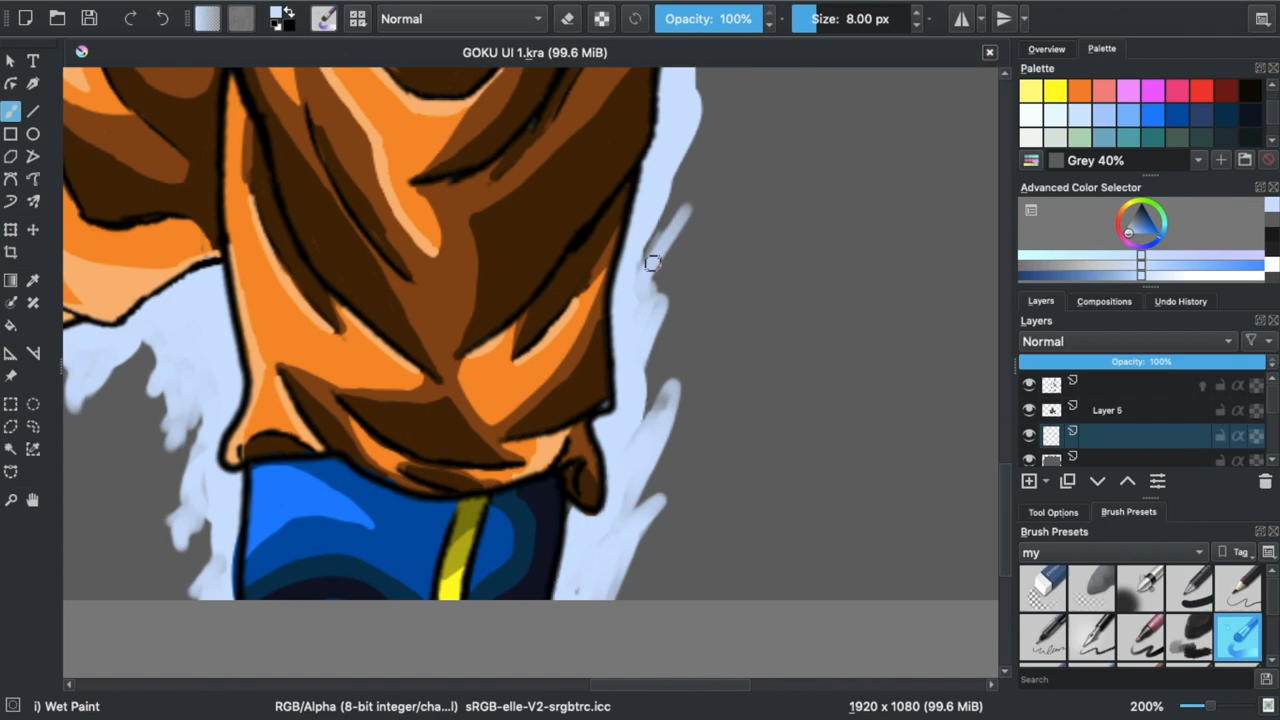 Normal
Opacity: 100%
Size: 8.00 px
GOKU UI 1.kra (99.6 MiB)
Overview
Palette
Palette
Grey 40%
Advanced Color Selector
Layers
Compositions
Undo History
Layers
Normal
Opacity: 100%
Layer 5
Tool Options
Brush Presets
Brush Presets
my
Tag
Search
i) Wet Paint
RGB/Alpha (8-bit integer/cha...l) sRGB-elle-V2-srgbtrc.icc
1920 x 1080 (99.6 MiB)
200%